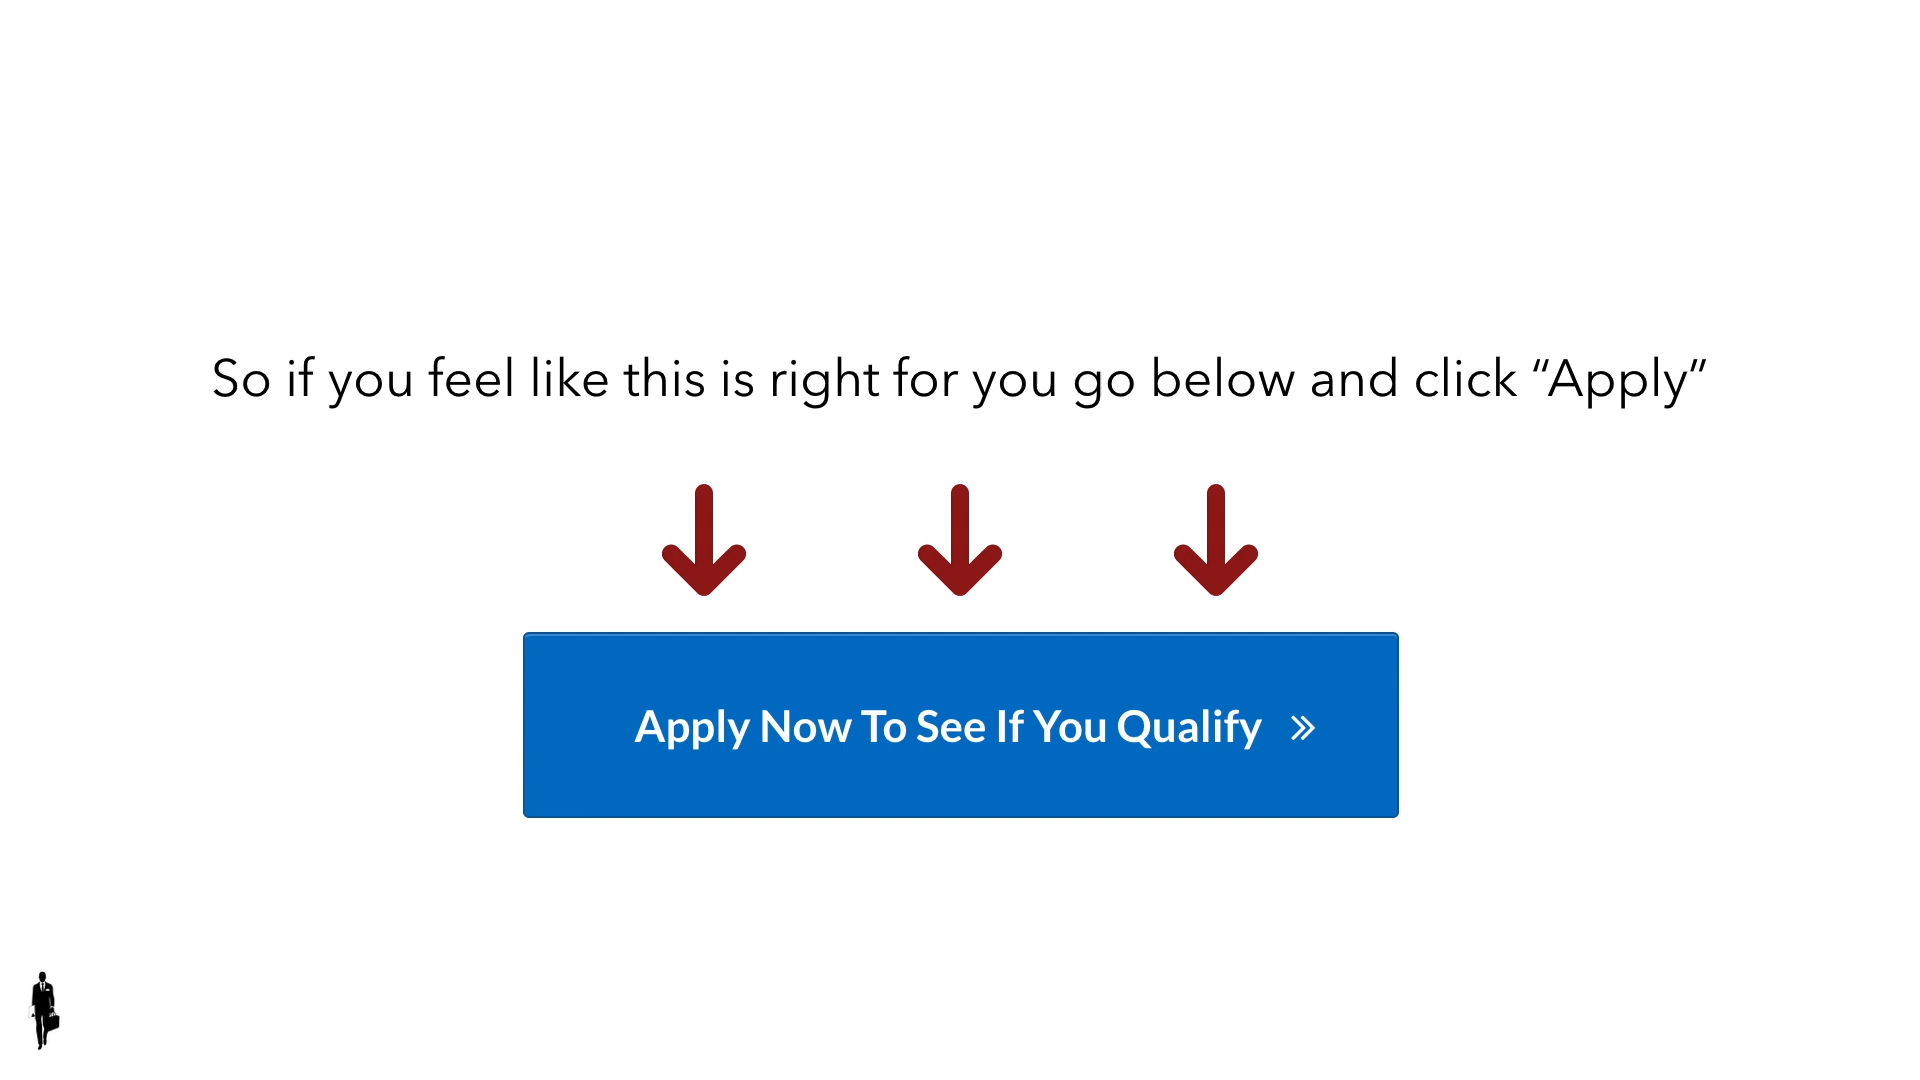 So if you feel like this is right for you go below and click “Apply”
Apply Now To See If You Qualify »